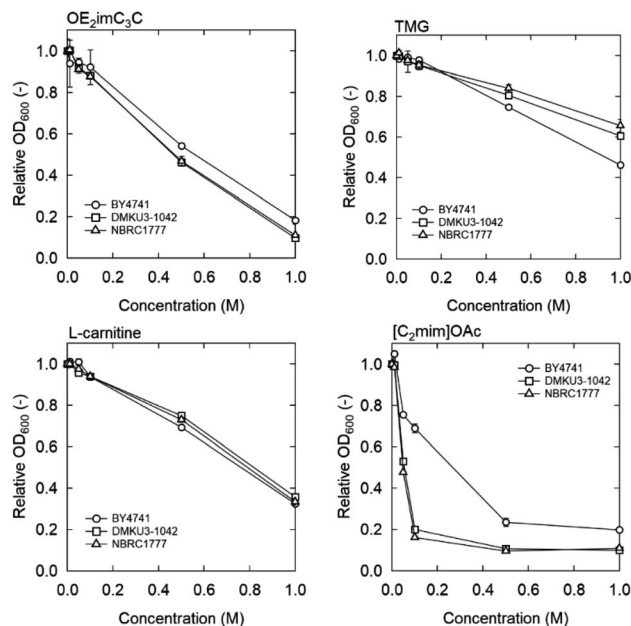 OE₂imC₃C
Relative OD₆₀₀ (-)
1.0
0.8
0.6
0.4
0.2
0.0
BY4741
DMKU3-1042
NBRC1777
0.0 0.2 0.4 0.6 0.8 1.0
Concentration (M)
TMG
Relative OD₆₀₀ (-)
1.0
0.8
0.6
0.4
0.2
0.0
BY4741
DMKU3-1042
NBRC1777
0.0 0.2 0.4 0.6 0.8 1.0
Concentration (M)
L-carnitine
Relative OD₆₀₀ (-)
1.0
0.8
0.6
0.4
0.2
0.0
BY4741
DMKU3-1042
NBRC1777
0.0 0.2 0.4 0.6 0.8 1.0
Concentration (M)
[C₂mim]OAc
Relative OD₆₀₀ (-)
1.0
0.8
0.6
0.4
0.2
0.0
BY4741
DMKU3-1042
NBRC1777
0.0 0.2 0.4 0.6 0.8 1.0
Concentration (M)